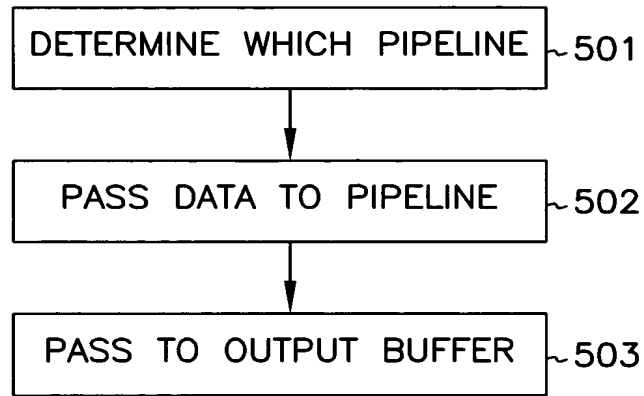 DETERMINE WHICH PIPELINE 501
PASS DATA TO PIPELINE 502
PASS TO OUTPUT BUFFER 503